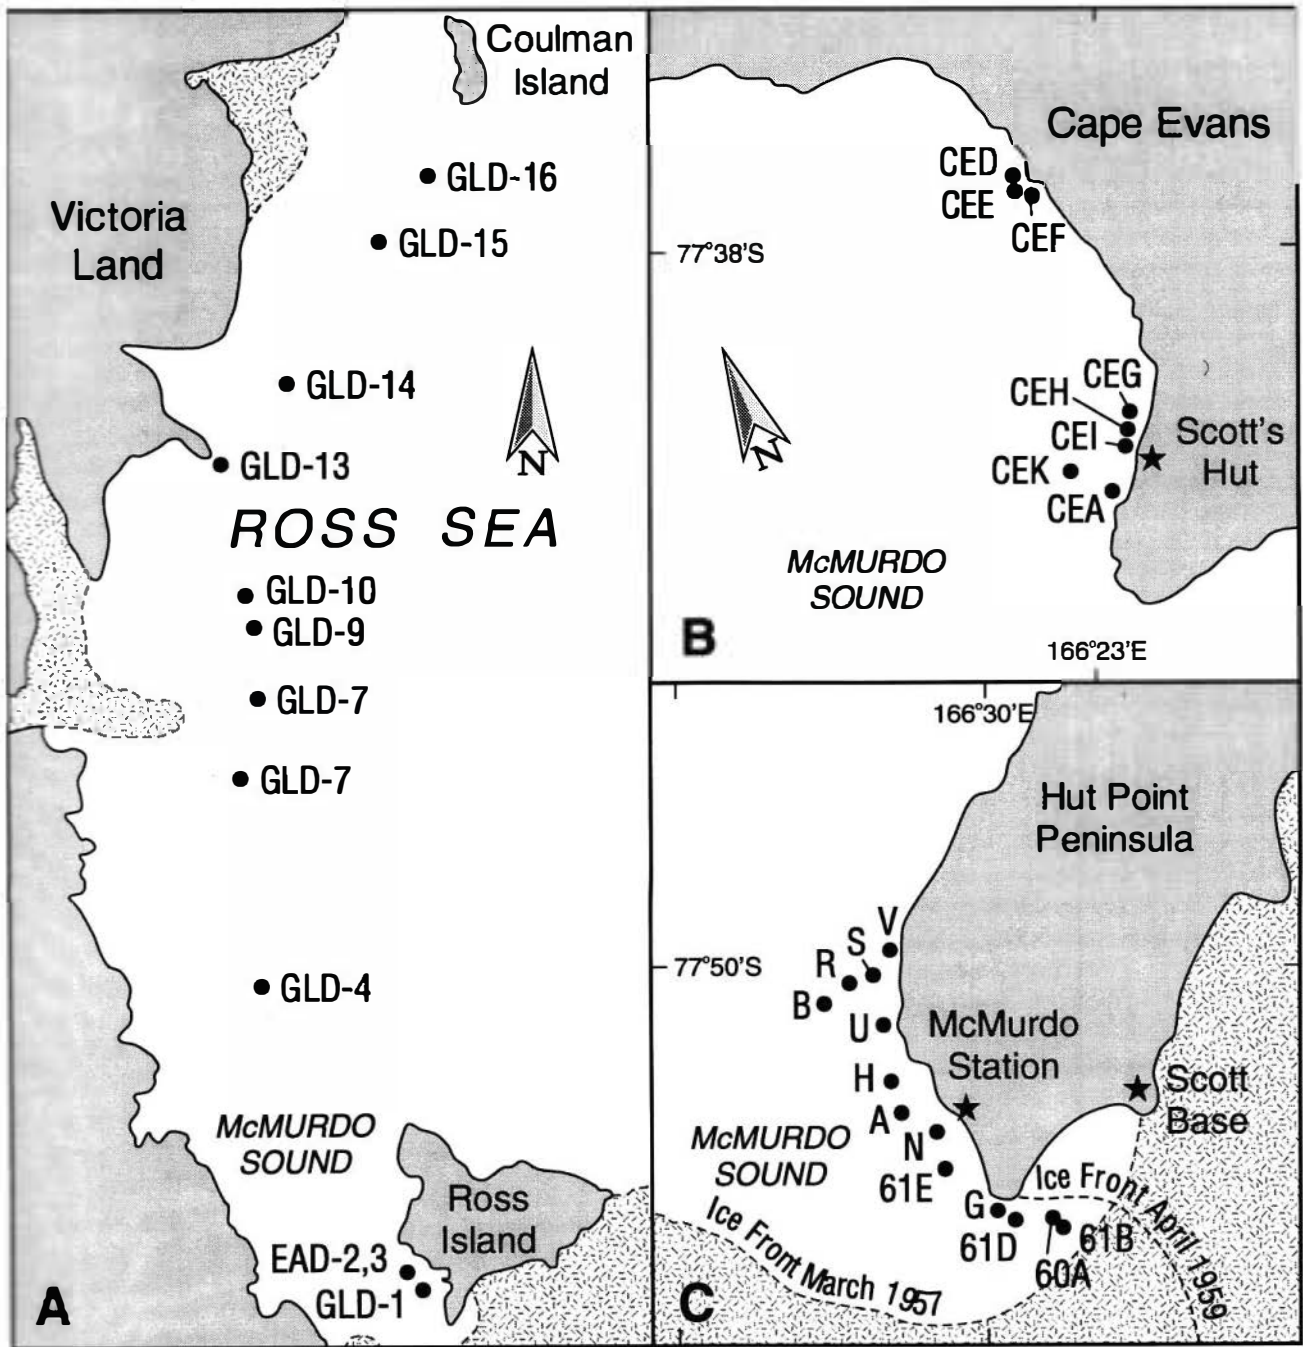 Coulman
Island
GLD-16
Victoria
Land
GLD-15
GLD-14
N
GLD-13
ROSS SEA
GLD-10
GLD-9
GLD-7
GLD-7
GLD-4
McMURDO
SOUND
Ross
Island
EAD-2,3
GLD-1
A
Cape Evans
CED
CEE
CEF
77°38'S
N
CEG
CEH
CEI
CEK
CEA
Scott's
Hut
McMURDO
SOUND
B
166°23'E
166°30'E
Hut Point
Peninsula
V
S
R
B
77°50'S
U
McMurdo
Station
H
A
N
Scott
Base
McMURDO
SOUND
61E
G
61D
60A
61B
Ice Front April 1959
Ice Front March 1957
C